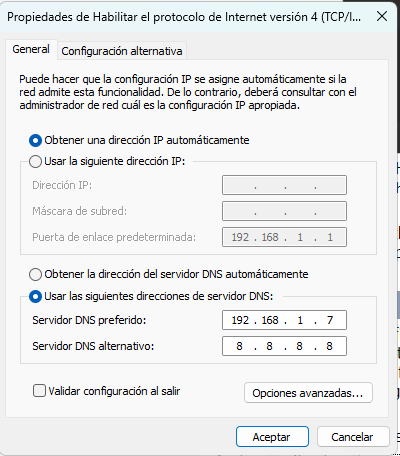 Propiedades de Habilitar el protocolo de Internet versión 4 (TCP/I...
General
Configuración alternativa
Puede hacer que la configuración IP se asigne automáticamente si la
red admite esta funcionalidad. De lo contrario, deberá consultar con el
administrador de red cuál es la configuración IP apropiada.
Obtener una dirección IP automáticamente
Usar la siguiente dirección IP:
Dirección IP: . . .
Máscara de subred: . . .
Puerta de enlace predeterminada: 192 . 168 . 1 . 1
Obtener la dirección del servidor DNS automáticamente
Usar las siguientes direcciones de servidor DNS:
Servidor DNS preferido: 192 . 168 . 1 . 7
Servidor DNS alternativo: 8 . 8 . 8 . 8
Validar configuración al salir
Opciones avanzadas...
Aceptar
Cancelar